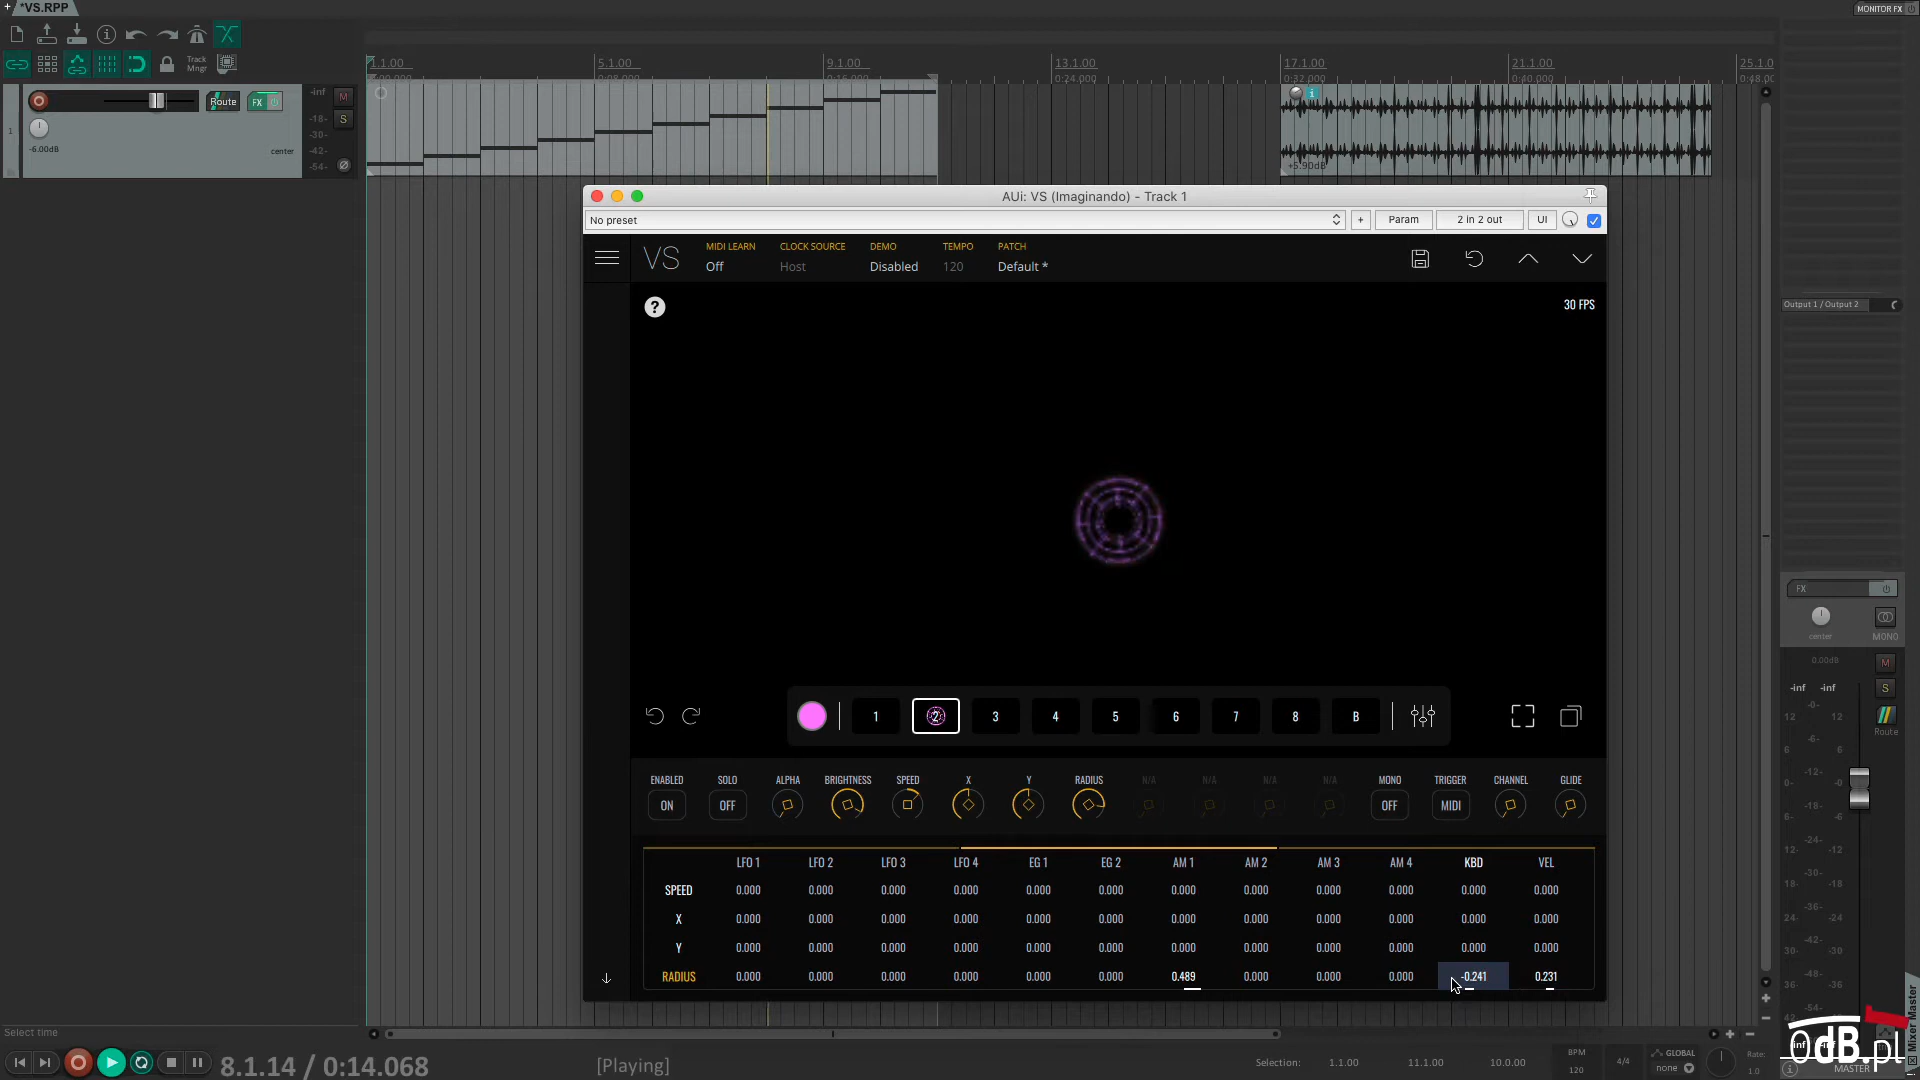 *VS.RPP
MONITOR FX
Track
Mngr
1.1.00
5.1.00
0:08.000
9.1.00
0:16.000
13.1.00
0:24.000
17.1.00
0:32.000
21.1.00
0:40.000
25.1.0
0:48.00
1
Route
FX
-inf
-18-
-30-
-42-
-54-
M
S
-6.00dB
center
+5.90dB
AUi: VS (Imaginando) - Track 1
No preset
+
Param
2 in 2 out
UI
VS
MIDI LEARN
Off
CLOCK SOURCE
Host
DEMO
Disabled
TEMPO
120
PATCH
Default *
?
30 FPS
1
2
3
4
5
6
7
8
B
ENABLED SOLO ALPHA BRIGHTNESS SPEED X Y RADIUS N/A N/A N/A N/A MONO TRIGGER CHANNEL GLIDE
ON OFF OFF MIDI
LFO 1 LFO 2 LFO 3 LFO 4 EG 1 EG 2 AM 1 AM 2 AM 3 AM 4 KBD VEL
SPEED 0.000 0.000 0.000 0.000 0.000 0.000 0.000 0.000 0.000 0.000 0.000 0.000
X 0.000 0.000 0.000 0.000 0.000 0.000 0.000 0.000 0.000 0.000 0.000 0.000
Y 0.000 0.000 0.000 0.000 0.000 0.000 0.000 0.000 0.000 0.000 0.000 0.000
RADIUS 0.000 0.000 0.000 0.000 0.000 0.000 0.489 0.000 0.000 0.000 -0.241 0.231
Output 1 / Output 2
FX
center
MONO
0.00dB
M
-inf -inf
S
Route
12 12
6 6
-0- -0
6- -6
-12- -12
-18- -18
24- -24
-30- -30
36- -36
-42- -42
MASTER
Mixer Master
Select time
8.1.14 / 0:14.068
[Playing]
Selection:
1.1.00
11.1.00
10.0.00
BPM
120
4/4
GLOBAL
none
Rate:
1.0
0dB.pl